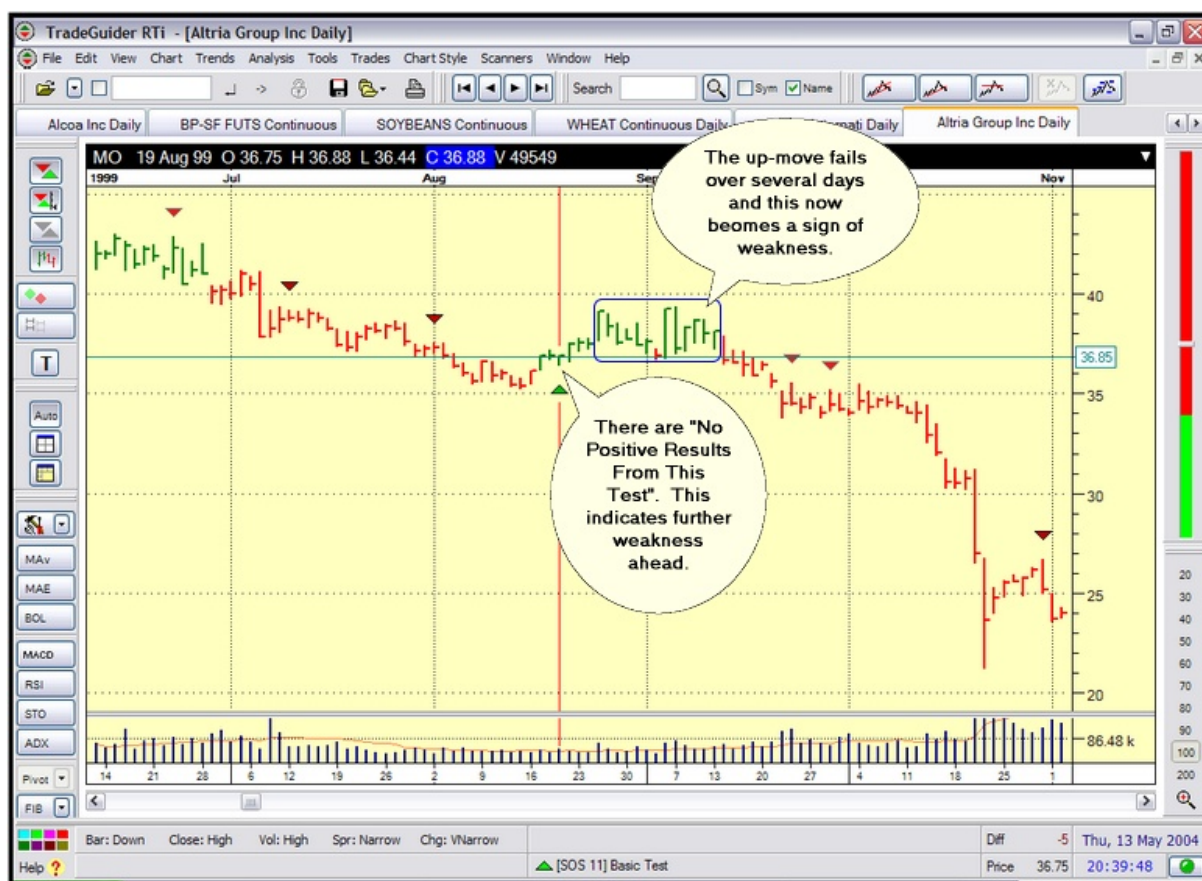 TradeGuider RTi - [Altria Group Inc Daily]
File Edit View Chart Trends Analysis Tools Trades Chart Style Scanners Window Help
Search Sym Name
Alcoa Inc Daily BP-SF FUTS Continuous SOYBEANS Continuous WHEAT Continuous Daily mati Daily Altria Group Inc Daily
MO 19 Aug 99 O 36.75 H 36.88 L 36.44 C 36.88 V 49549
1999 Jul Aug Sep Nov
The up-move fails
over several days
and this now
beomes a sign of
weakness.
40
36.85
35
There are "No
Positive Results
From This
Test". This
indicates further
weakness
ahead.
30
25
20
86.48 k
14 21 28 6 12 19 26 2 9 16 23 30 7 13 20 27 4 11 18 25 1
T
Auto
MAv
MAE
BOL
MACD
RSI
STO
ADX
Pivot
FIB
20
30
40
50
60
70
80
90
100
200
Bar: Down Close: High Vol: High Spr: Narrow Chg: VNarrow Diff -5 Thu, 13 May 2004
Help ? [SOS 11] Basic Test Price 36.75 20:39:48